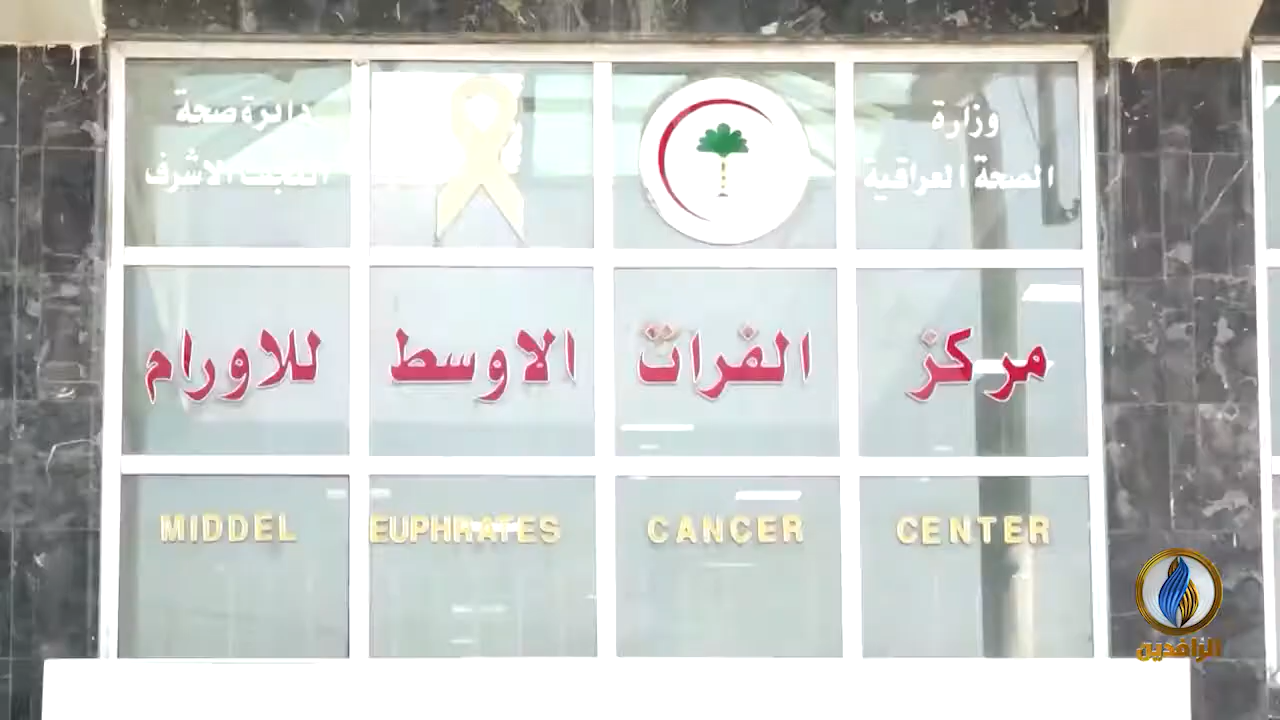 وزارة
الصحة العراقية
دائرة صحة
النجف الاشرف
مركز الفرات الاوسط للاورام
MIDDEL EUPHRATES CANCER CENTER
الرافدين